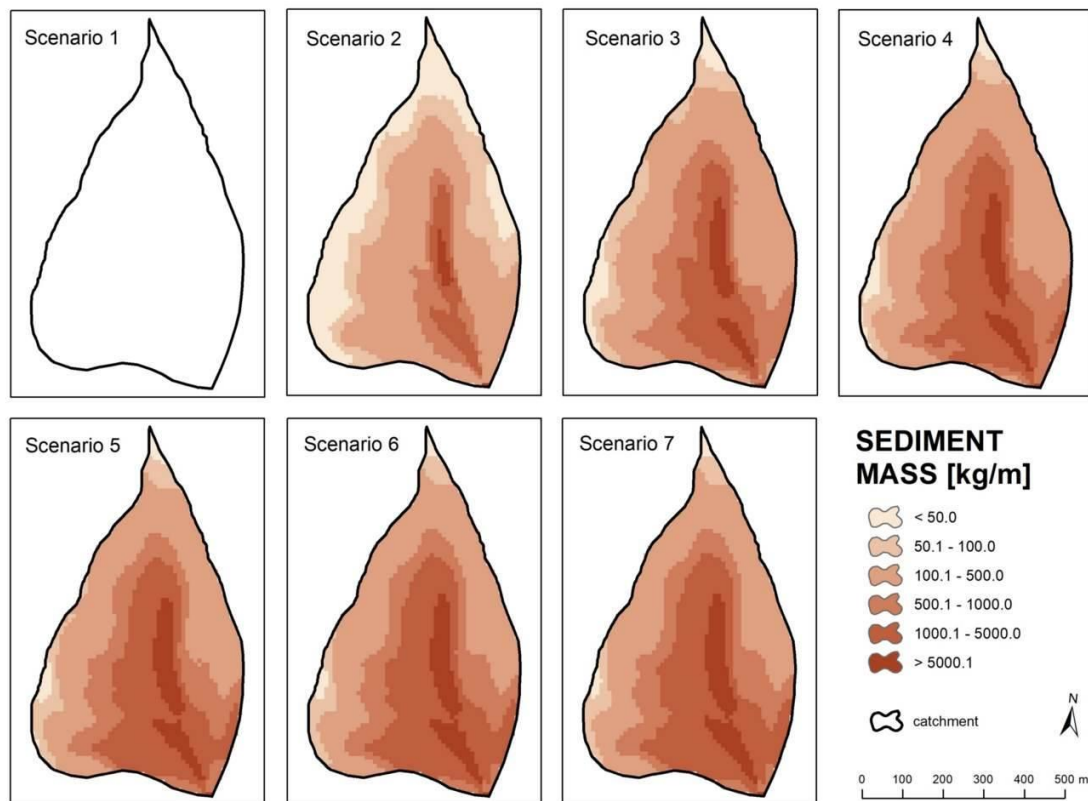 Scenario 1
Scenario 2
Scenario 3
Scenario 4
Scenario 5
Scenario 6
Scenario 7
SEDIMENT
MASS [kg/m]
< 50.0
50.1 - 100.0
100.1 - 500.0
500.1 - 1000.0
1000.1 - 5000.0
> 5000.1
catchment
N
0 100 200 300 400 500 m